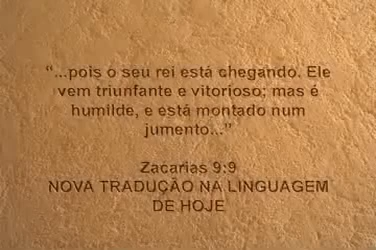 “...pois o seu rei está chegando. Ele
vem triunfante e vitorioso; mas é
humilde, e está montado num
jumento...”
Zacarias 9:9
NOVA TRADUÇÃO NA LINGUAGEM
DE HOJE